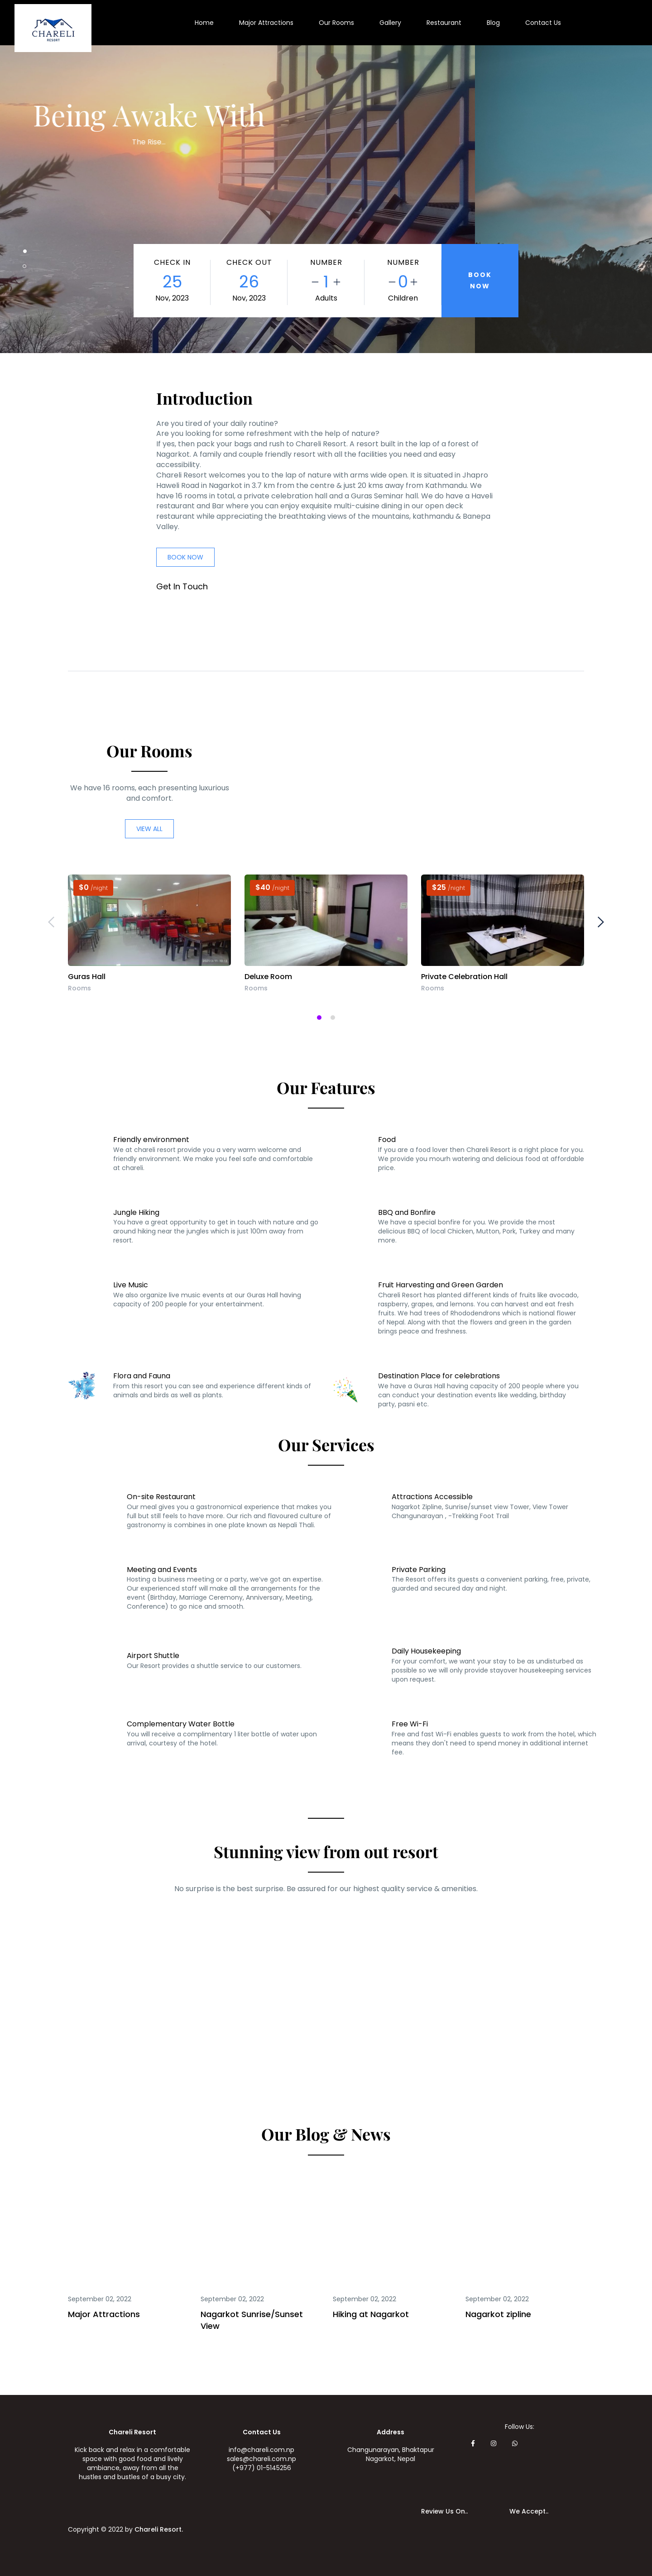 CHARELI
RESORT
Home
Major Attractions
Our Rooms
Gallery
Restaurant
Blog
Contact Us
Being Awake With
The Rise...
CHECK IN
25
Nov, 2023
CHECK OUT
26
Nov, 2023
NUMBER
− 1 +
Adults
NUMBER
− 0 +
Children
BOOK
NOW
Introduction
Are you tired of your daily routine?
Are you looking for some refreshment with the help of nature?
If yes, then pack your bags and rush to Chareli Resort. A resort built in the lap of a forest of
Nagarkot. A family and couple friendly resort with all the facilities you need and easy
accessibility.
Chareli Resort welcomes you to the lap of nature with arms wide open. It is situated in Jhapro
Haweli Road in Nagarkot in 3.7 km from the centre & just 20 kms away from Kathmandu. We
have 16 rooms in total, a private celebration hall and a Guras Seminar hall. We do have a Haveli
restaurant and Bar where you can enjoy exquisite multi-cuisine dining in our open deck
restaurant while appreciating the breathtaking views of the mountains, kathmandu & Banepa
Valley.
BOOK NOW
Get In Touch
Our Rooms
We have 16 rooms, each presenting luxurious
and comfort.
VIEW ALL
$0 /night
Guras Hall
Rooms
$40 /night
Deluxe Room
Rooms
$25 /night
Private Celebration Hall
Rooms
Our Features
Friendly environment
We at chareli resort provide you a very warm welcome and
friendly environment. We make you feel safe and comfortable
at chareli.
Food
If you are a food lover then Chareli Resort is a right place for you.
We provide you mourh watering and delicious food at affordable
price.
Jungle Hiking
You have a great opportunity to get in touch with nature and go
around hiking near the jungles which is just 100m away from
resort.
BBQ and Bonfire
We have a special bonfire for you. We provide the most
delicious BBQ of local Chicken, Mutton, Pork, Turkey and many
more.
Live Music
We also organize live music events at our Guras Hall having
capacity of 200 people for your entertainment.
Fruit Harvesting and Green Garden
Chareli Resort has planted different kinds of fruits like avocado,
raspberry, grapes, and lemons. You can harvest and eat fresh
fruits. We had trees of Rhododendrons which is national flower
of Nepal. Along with that the flowers and green in the garden
brings peace and freshness.
Flora and Fauna
From this resort you can see and experience different kinds of
animals and birds as well as plants.
Destination Place for celebrations
We have a Guras Hall having capacity of 200 people where you
can conduct your destination events like wedding, birthday
party, pasni etc.
Our Services
On-site Restaurant
Our meal gives you a gastronomical experience that makes you
full but still feels to have more. Our rich and flavoured culture of
gastronomy is combines in one plate known as Nepali Thali.
Attractions Accessible
Nagarkot Zipline, Sunrise/sunset view Tower, View Tower
Changunarayan , -Trekking Foot Trail
Meeting and Events
Hosting a business meeting or a party, we've got an expertise.
Our experienced staff will make all the arrangements for the
event (Birthday, Marriage Ceremony, Anniversary, Meeting,
Conference) to go nice and smooth.
Private Parking
The Resort offers its guests a convenient parking, free, private,
guarded and secured day and night.
Airport Shuttle
Our Resort provides a shuttle service to our customers.
Daily Housekeeping
For your comfort, we want your stay to be as undisturbed as
possible so we will only provide stayover housekeeping services
upon request.
Complementary Water Bottle
You will receive a complimentary 1 liter bottle of water upon
arrival, courtesy of the hotel.
Free Wi-Fi
Free and fast Wi-Fi enables guests to work from the hotel, which
means they don't need to spend money in additional internet
fee.
Stunning view from out resort
No surprise is the best surprise. Be assured for our highest quality service & amenities.
Our Blog & News
September 02, 2022
Major Attractions
September 02, 2022
Nagarkot Sunrise/Sunset
View
September 02, 2022
Hiking at Nagarkot
September 02, 2022
Nagarkot zipline
Chareli Resort
Kick back and relax in a comfortable
space with good food and lively
ambiance, away from all the
hustles and bustles of a busy city.
Contact Us
info@chareli.com.np
sales@chareli.com.np
(+977) 01-5145256
Address
Changunarayan, Bhaktapur
Nagarkot, Nepal
Follow Us:
Review Us On..
We Accept..
Copyright © 2022 by Chareli Resort.